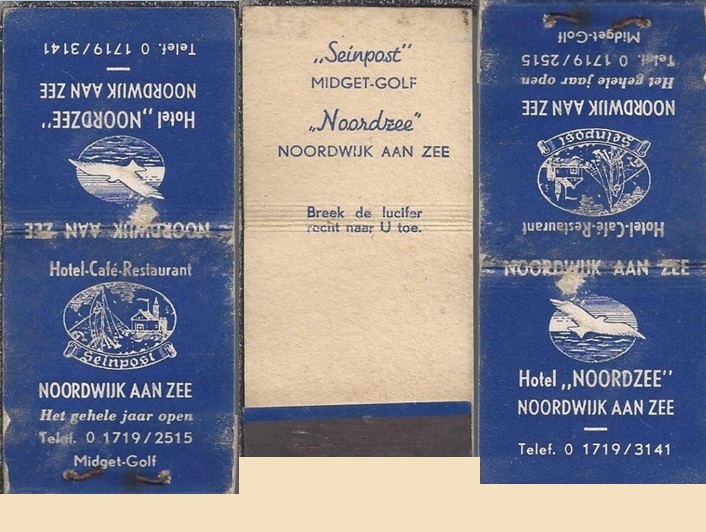 Hotel „NOORDZEE"
NOORDWIJK AAN ZEE
Telef. 0 1719/3141
NOORDWIJK AAN ZEE
Hotel-Café-Restaurant
Seinpost
NOORDWIJK AAN ZEE
Het gehele jaar open
Telef. 0 1719/2515
Midget-Golf
„Seinpost"
MIDGET-GOLF
„Noordzee"
NOORDWIJK AAN ZEE
Breek de lucifer
recht naar U toe.
Hotel-Café-Restaurant
Seinpost
NOORDWIJK AAN ZEE
Het gehele jaar open
Telef. 0 1719/2515
Midget-Golf
NOORDWIJK AAN ZEE
Hotel „NOORDZEE"
NOORDWIJK AAN ZEE
Telef. 0 1719/3141